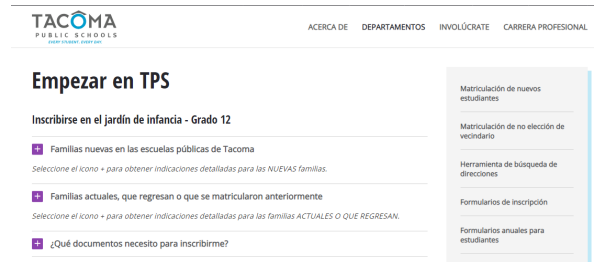 TACOMA
PUBLIC SCHOOLS
EVERY STUDENT. EVERY DAY.
ACERCA DE DEPARTAMENTOS INVOLÚCRATE CARRERA PROFESIONAL
Empezar en TPS
Inscribirse en el jardín de infancia - Grado 12
+ Familias nuevas en las escuelas públicas de Tacoma
Seleccione el icono + para obtener indicaciones detalladas para las NUEVAS familias.
+ Familias actuales, que regresan o que se matricularon anteriormente
Seleccione el icono + para obtener indicaciones detalladas para las familias ACTUALES O QUE REGRESAN.
+ ¿Qué documentos necesito para inscribirme?
Matriculación de nuevos
estudiantes
Matriculación de no elección de
vecindario
Herramienta de búsqueda de
direcciones
Formularios de inscripción
Formularios anuales para
estudiantes